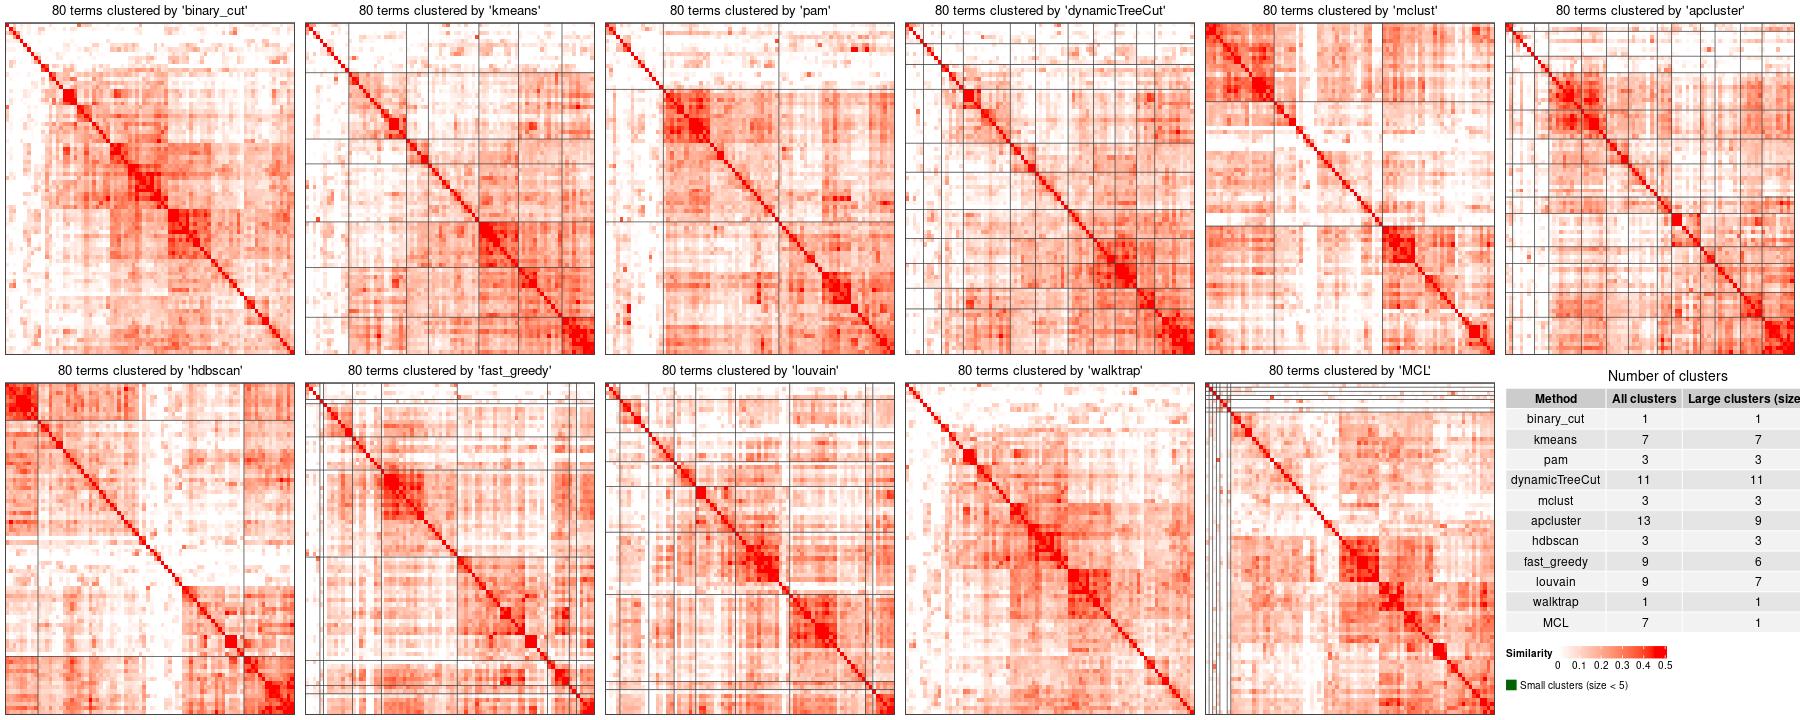 80 terms clustered by 'binary_cut'
80 terms clustered by 'kmeans'
80 terms clustered by 'pam'
80 terms clustered by 'dynamicTreeCut'
80 terms clustered by 'mclust'
80 terms clustered by 'apcluster'
80 terms clustered by 'hdbscan'
80 terms clustered by 'fast_greedy'
80 terms clustered by 'louvain'
80 terms clustered by 'walktrap'
80 terms clustered by 'MCL'
Number of clusters
Method All clusters Large clusters (size
binary_cut 1 1
kmeans 7 7
pam 3 3
dynamicTreeCut 11 11
mclust 3 3
apcluster 13 9
hdbscan 3 3
fast_greedy 9 6
louvain 9 7
walktrap 1 1
MCL 7 1
Similarity
0 0.1 0.2 0.3 0.4 0.5
Small clusters (size < 5)